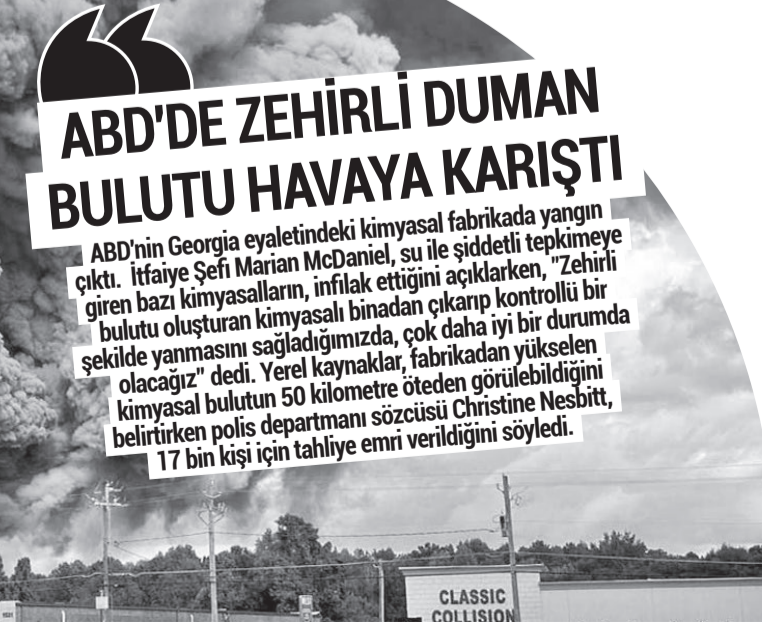 ABD'DE ZEHİRLİ DUMAN
BULUTU HAVAYA KARIŞTI
ABD'nin Georgia eyaletindeki kimyasal fabrikada yangın
çıktı. İtfaiye Şefi Marian McDaniel, su ile şiddetli tepkimeye
giren bazı kimyasalların, infilak ettiğini açıklarken, "Zehirli
bulutu oluşturan kimyasalı binadan çıkarıp kontrollü bir
şekilde yanmasını sağladığımızda, çok daha iyi bir durumda
olacağız" dedi. Yerel kaynaklar, fabrikadan yükselen
kimyasal bulutun 50 kilometre öteden görülebildiğini
belirtirken polis departmanı sözcüsü Christine Nesbitt,
17 bin kişi için tahliye emri verildiğini söyledi.
CLASSIC
COLLISION